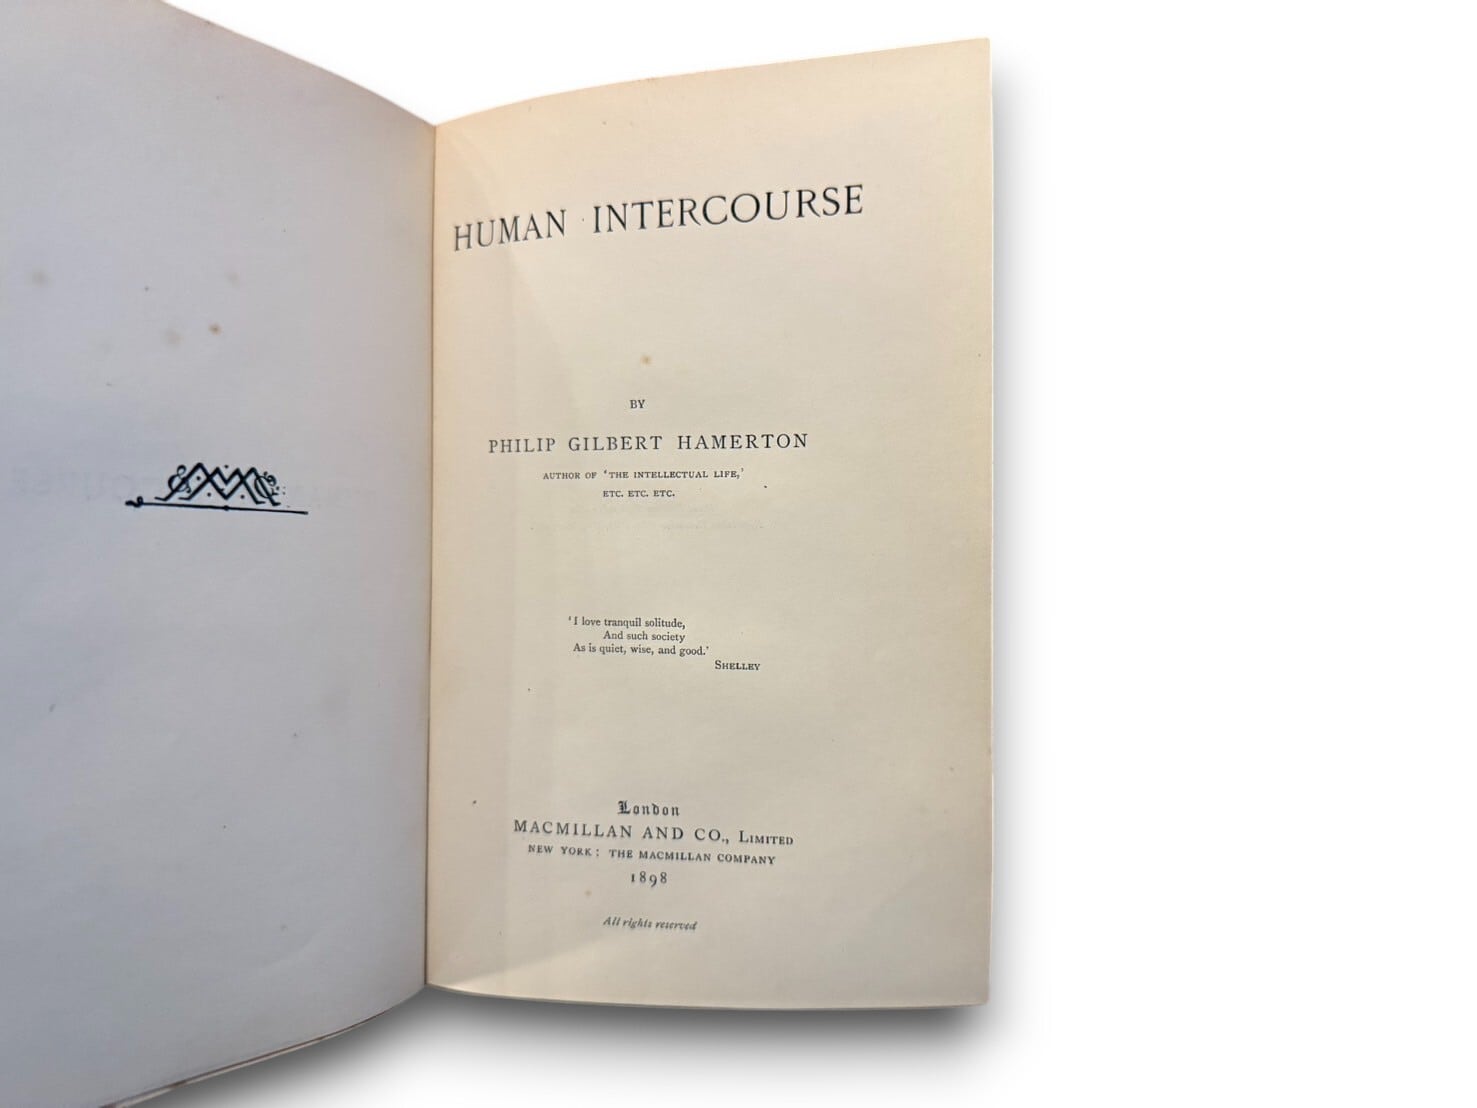 HUMAN INTERCOURSE
BY
PHILIP GILBERT HAMERTON
AUTHOR OF 'THE INTELLECTUAL LIFE,'
ETC. ETC. ETC.
'I love tranquil solitude,
And such society
As is quiet, wise, and good.'
SHELLEY
London
MACMILLAN AND CO., LIMITED
NEW YORK: THE MACMILLAN COMPANY
1898
All rights reserved